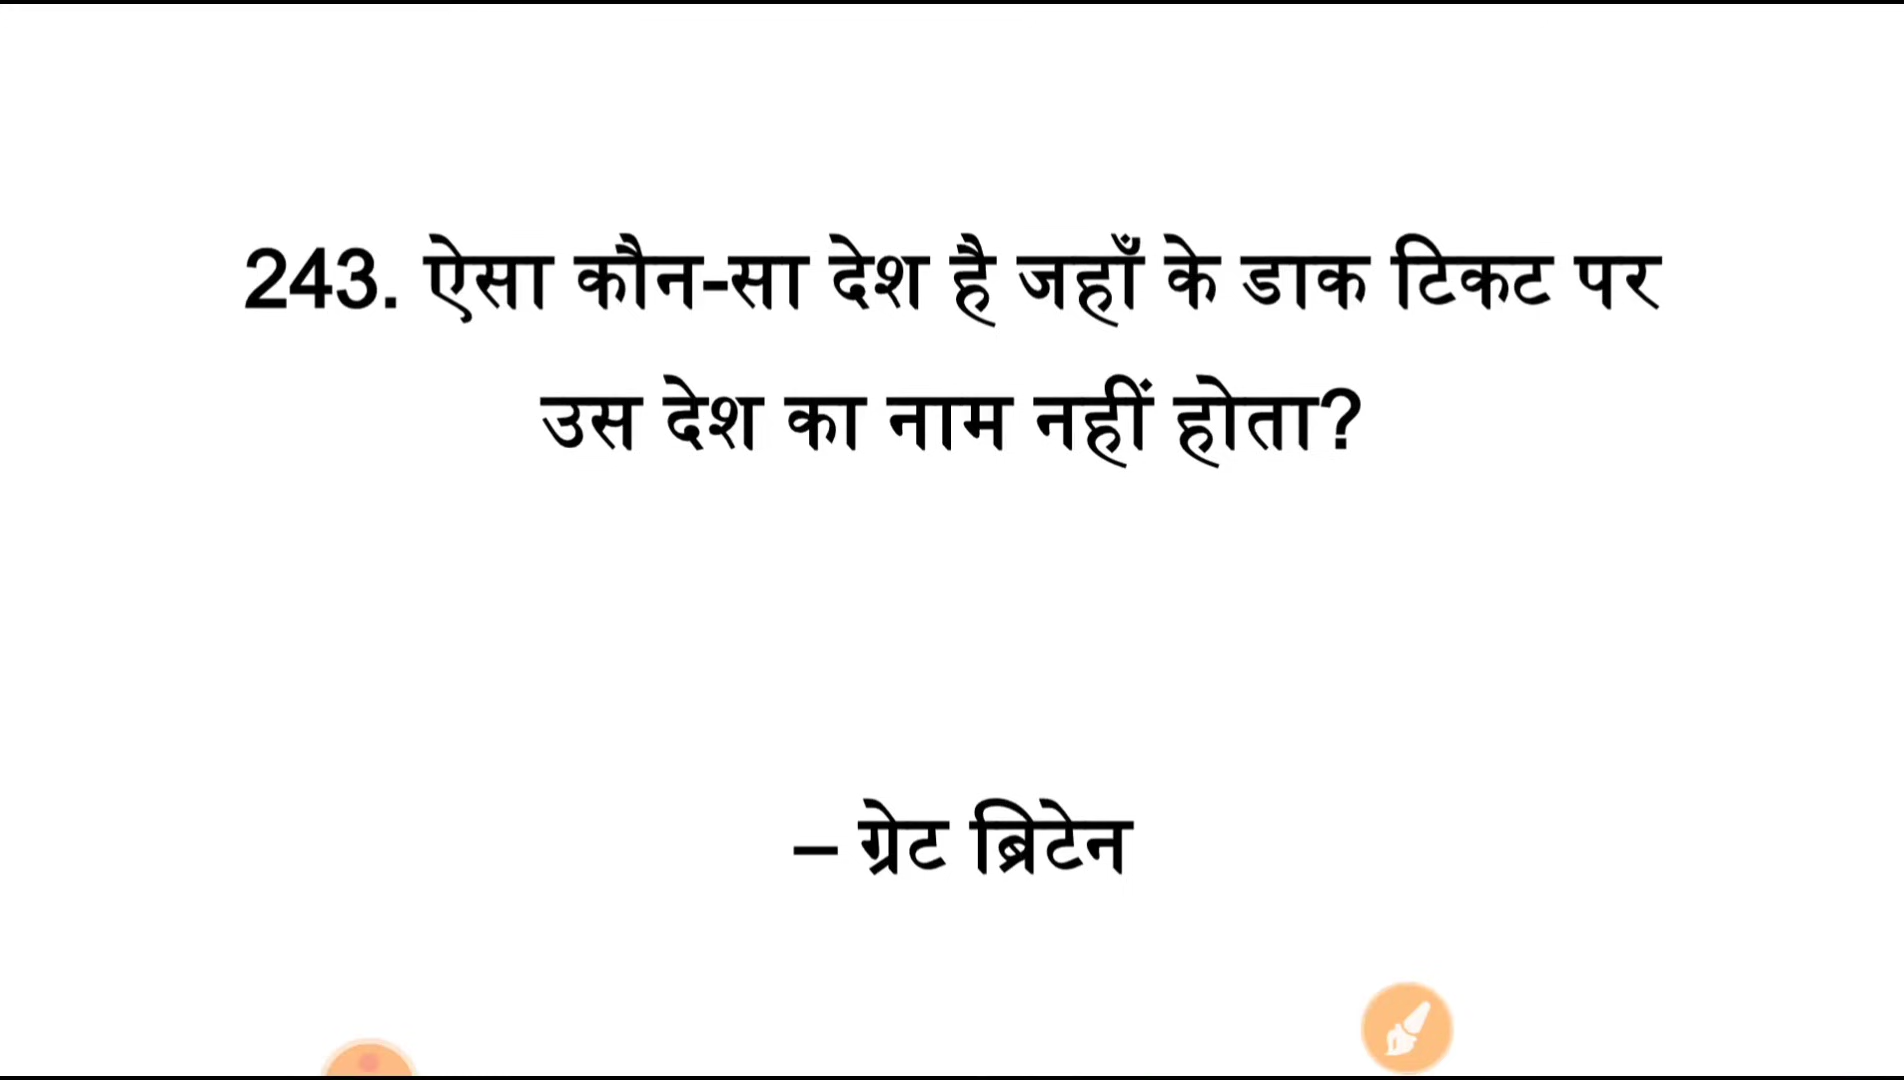 243. ऐसा कौन-सा देश है जहाँ के डाक टिकट पर
उस देश का नाम नहीं होता?
– ग्रेट ब्रिटेन